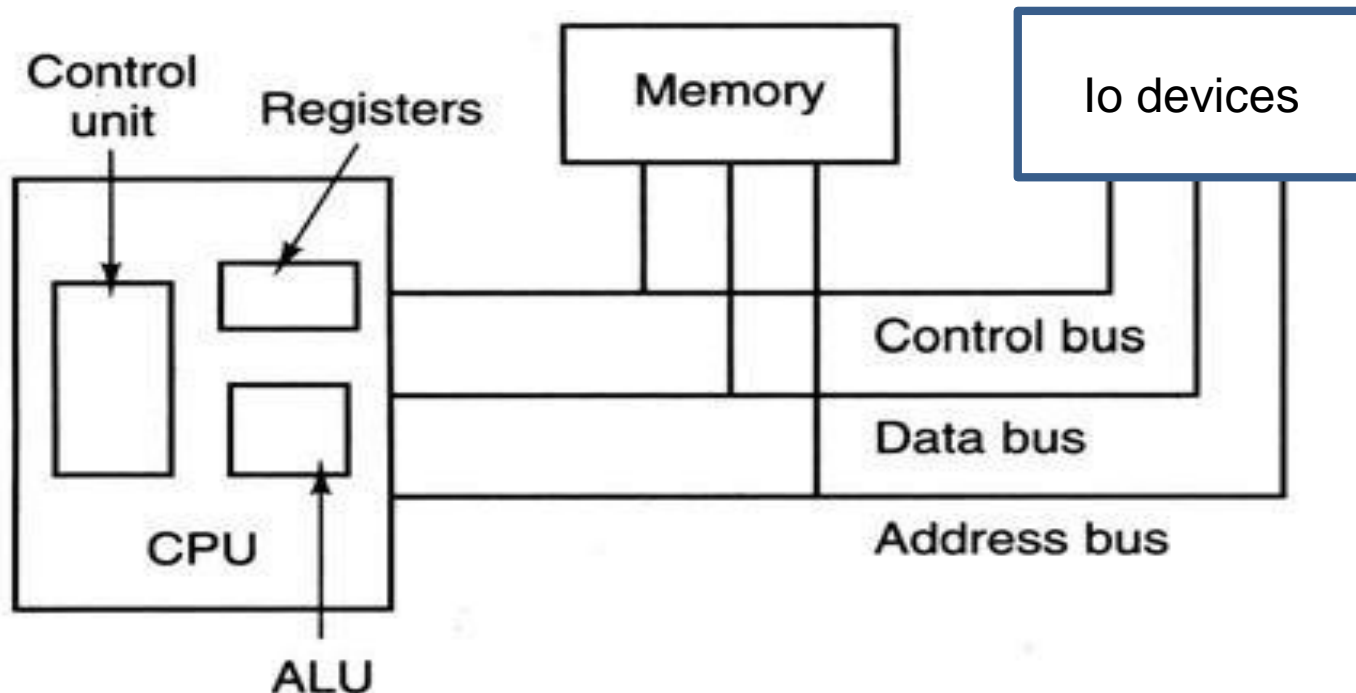 Control
unit
Registers
Memory
Io devices
Control bus
Data bus
Address bus
CPU
ALU